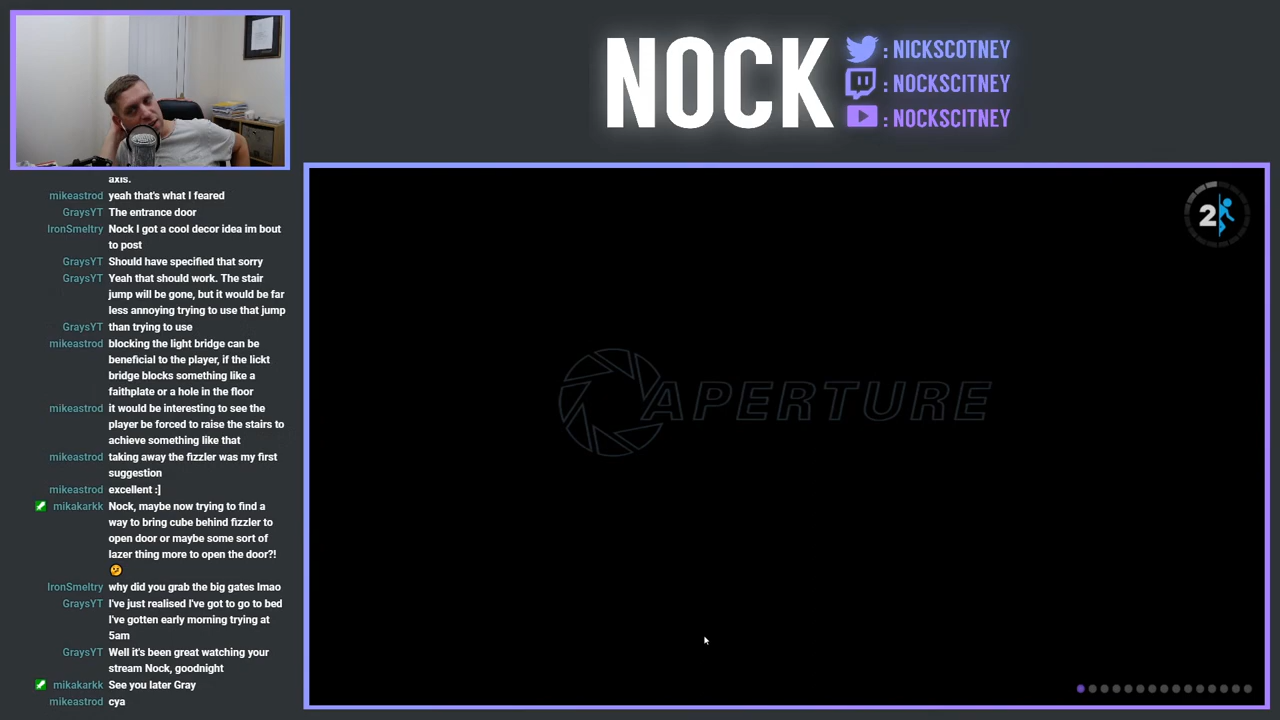 NOCK
: NICKSCOTNEY
: NOCKSCITNEY
: NOCKSCITNEY
axis.
mikeastrod yeah that's what I feared
GraysYT The entrance door
IronSmeltry Nock I got a cool decor idea im bout
to post
GraysYT Should have specified that sorry
GraysYT Yeah that should work. The stair
jump will be gone, but it would be far
less annoying trying to use that jump
GraysYT than trying to use
mikeastrod blocking the light bridge can be
beneficial to the player, if the lickt
bridge blocks something like a
faithplate or a hole in the floor
mikeastrod it would be interesting to see the
player be forced to raise the stairs to
achieve something like that
mikeastrod taking away the fizzler was my first
suggestion
mikeastrod excellent :]
mikakarkk Nock, maybe now trying to find a
way to bring cube behind fizzler to
open door or maybe some sort of
lazer thing more to open the door?!
🤔
IronSmeltry why did you grab the big gates lmao
GraysYT I've just realised I've got to go to bed
I've gotten early morning trying at
5am
GraysYT Well it's been great watching your
stream Nock, goodnight
mikakarkk See you later Gray
mikeastrod cya
2
APERTURE